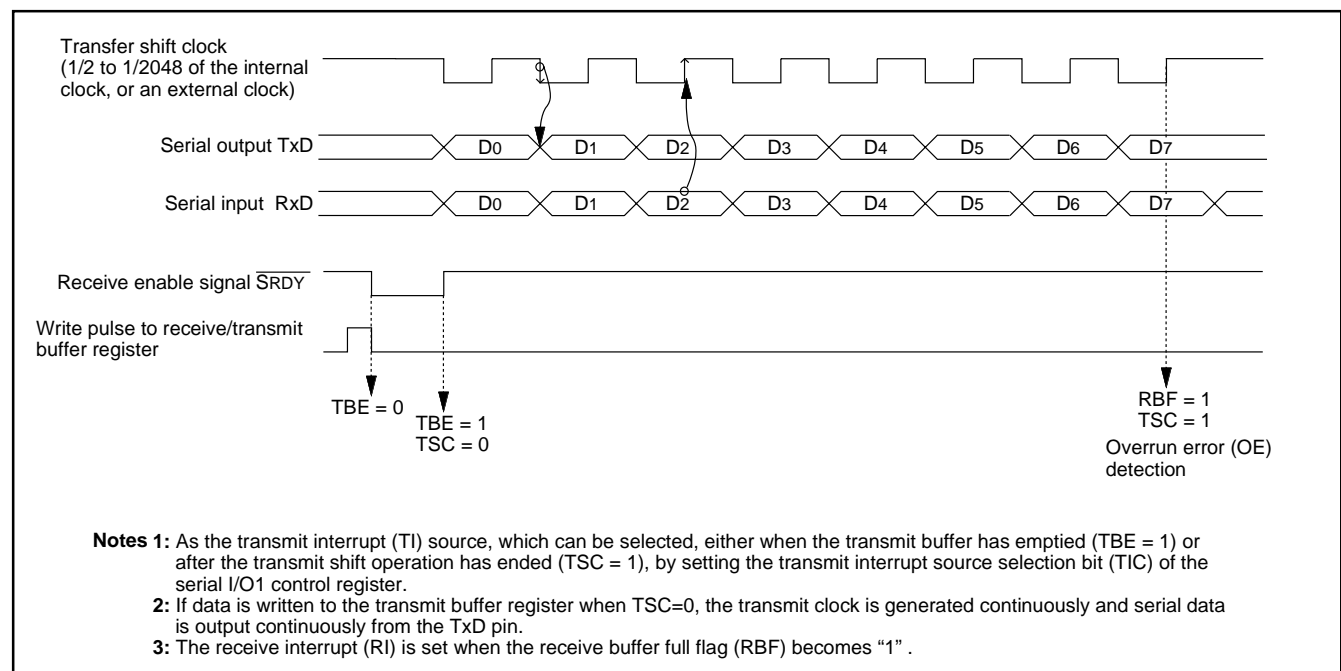 Transfer shift clock
(1/2 to 1/2048 of the internal
clock, or an external clock)
Serial output TxD
D0 D1 D2 D3 D4 D5 D6 D7
Serial input RxD
D0 D1 D2 D3 D4 D5 D6 D7
Receive enable signal SRDY
Write pulse to receive/transmit
buffer register
TBE = 0
TBE = 1
TSC = 0
RBF = 1
TSC = 1
Overrun error (OE)
detection
Notes 1: As the transmit interrupt (TI) source, which can be selected, either when the transmit buffer has emptied (TBE = 1) or
after the transmit shift operation has ended (TSC = 1), by setting the transmit interrupt source selection bit (TIC) of the
serial I/O1 control register.
2: If data is written to the transmit buffer register when TSC=0, the transmit clock is generated continuously and serial data
is output continuously from the TxD pin.
3: The receive interrupt (RI) is set when the receive buffer full flag (RBF) becomes “1” .